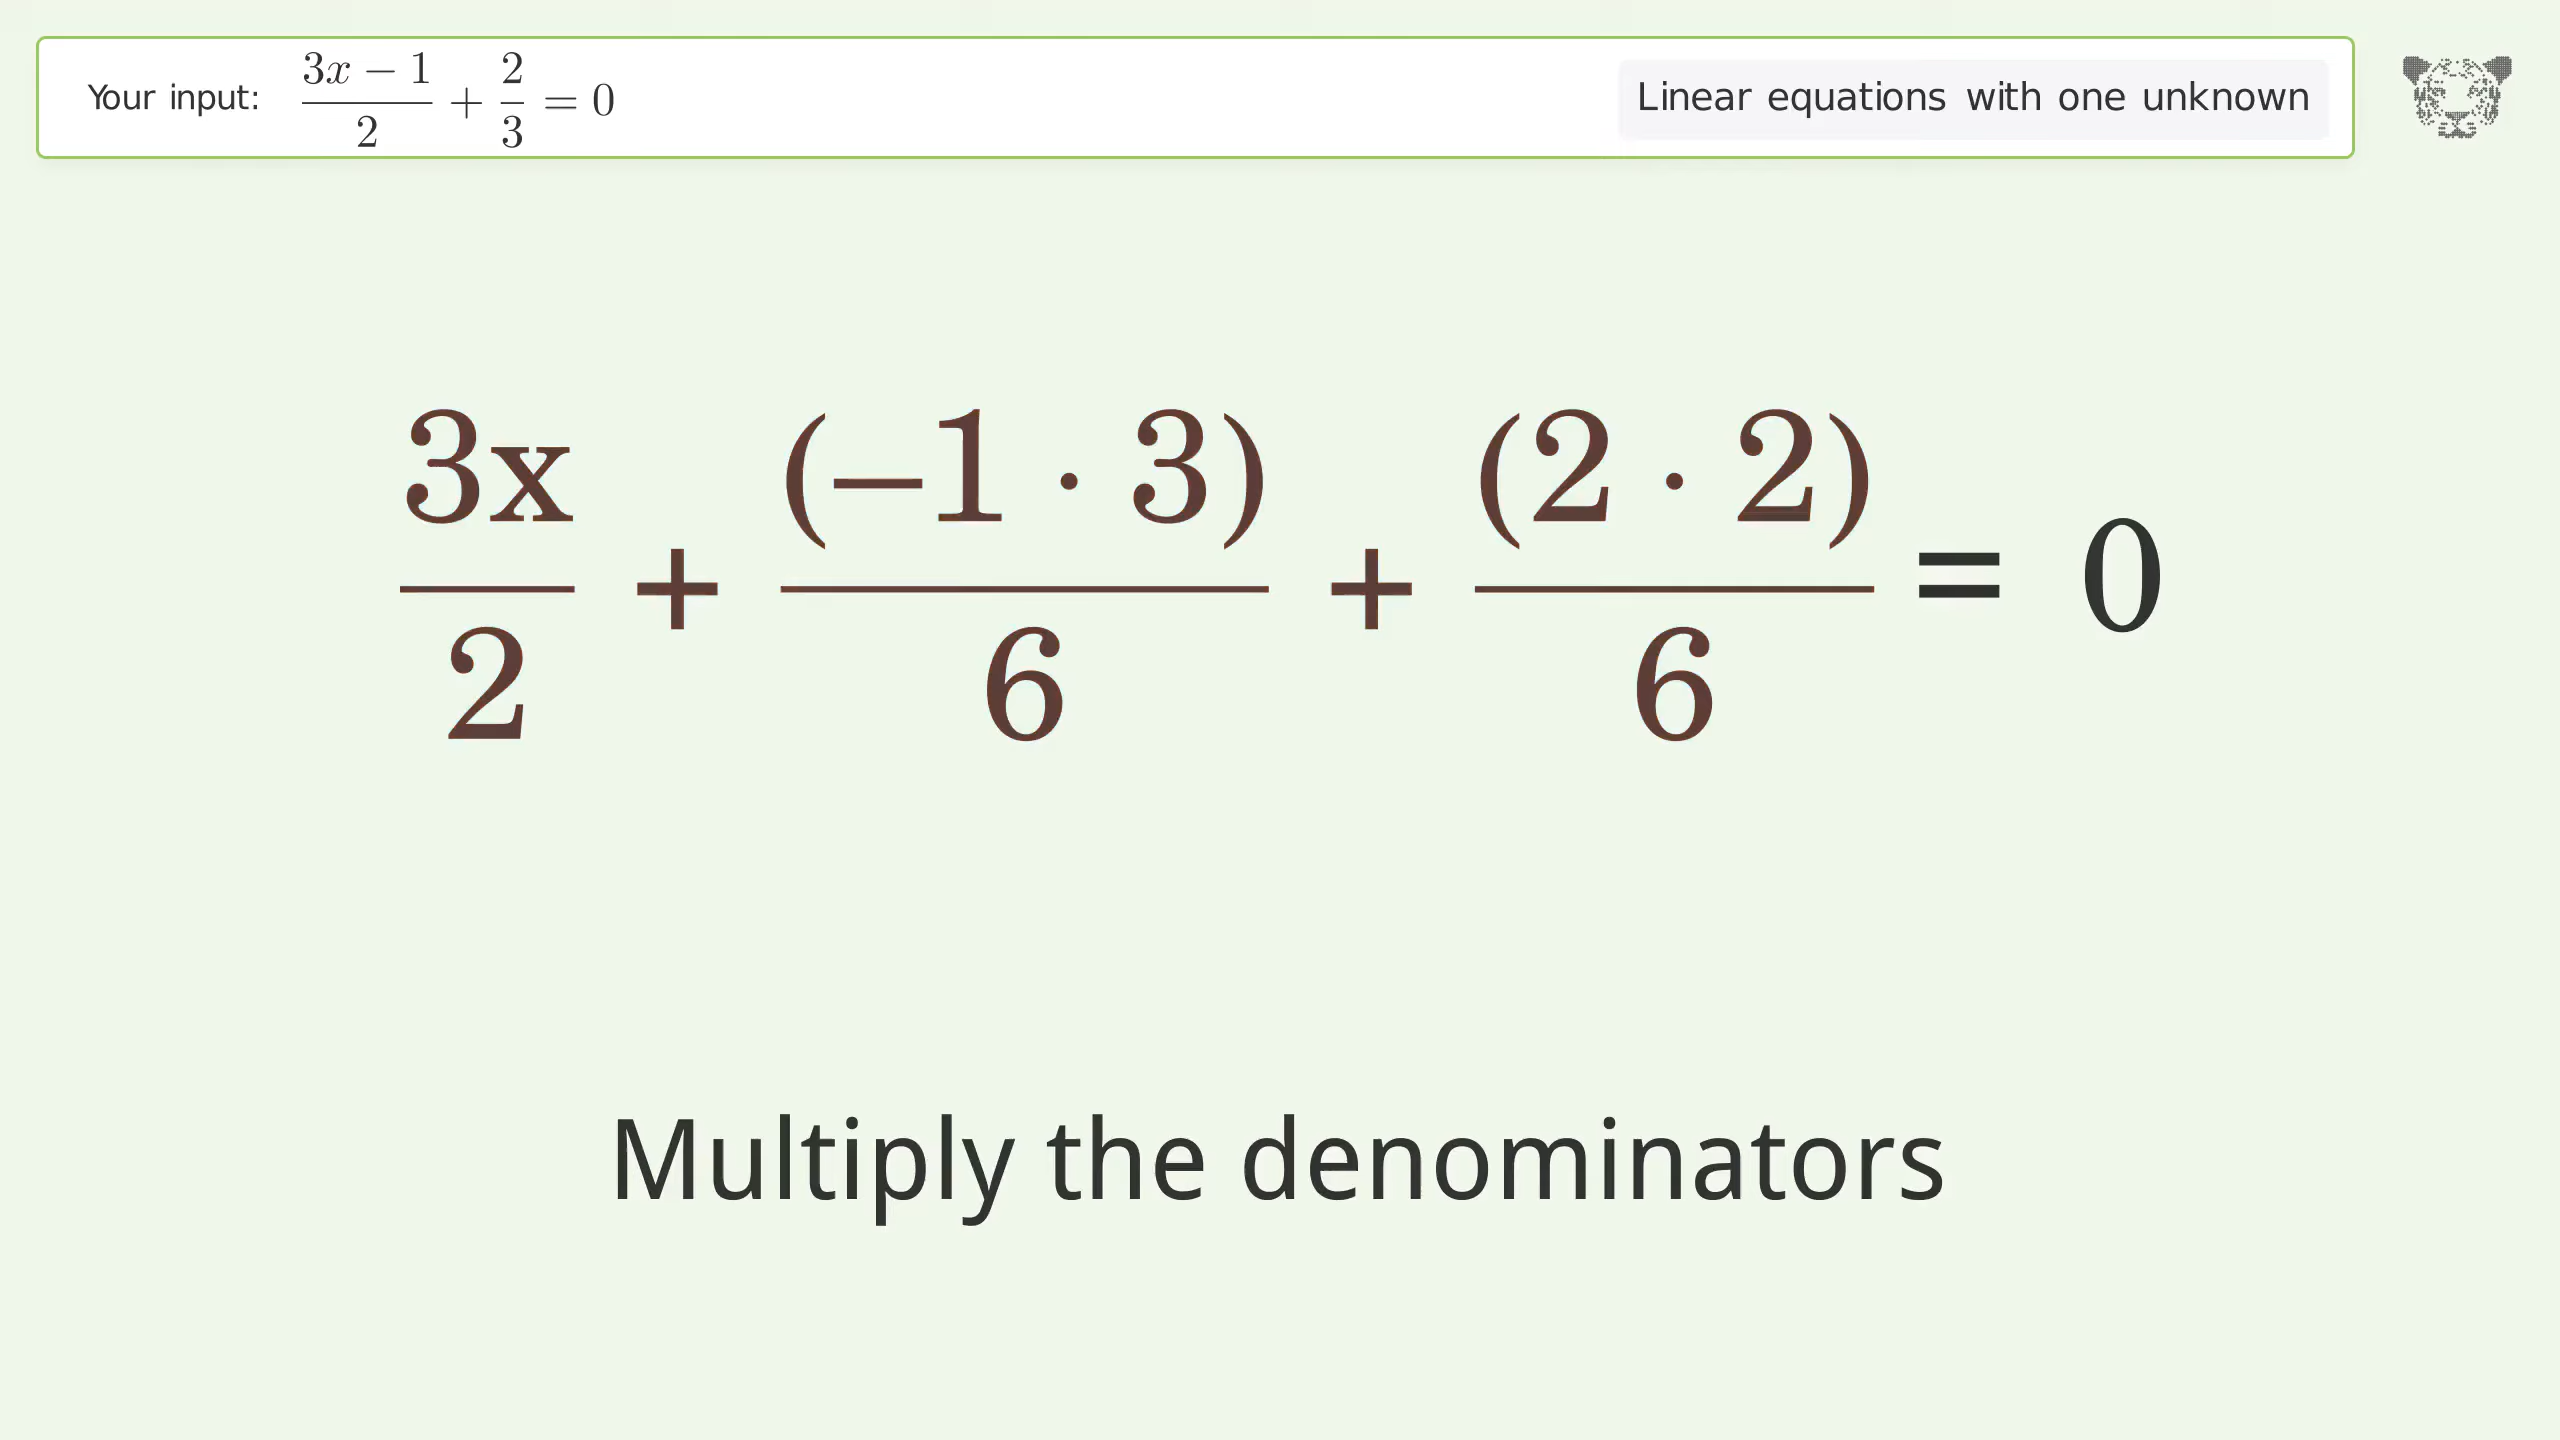 Your input: (3x − 1)/2 + 2/3 = 0
Linear equations with one unknown
3x/2 + (−1 · 3)/6 + (2 · 2)/6 = 0
Multiply the denominators